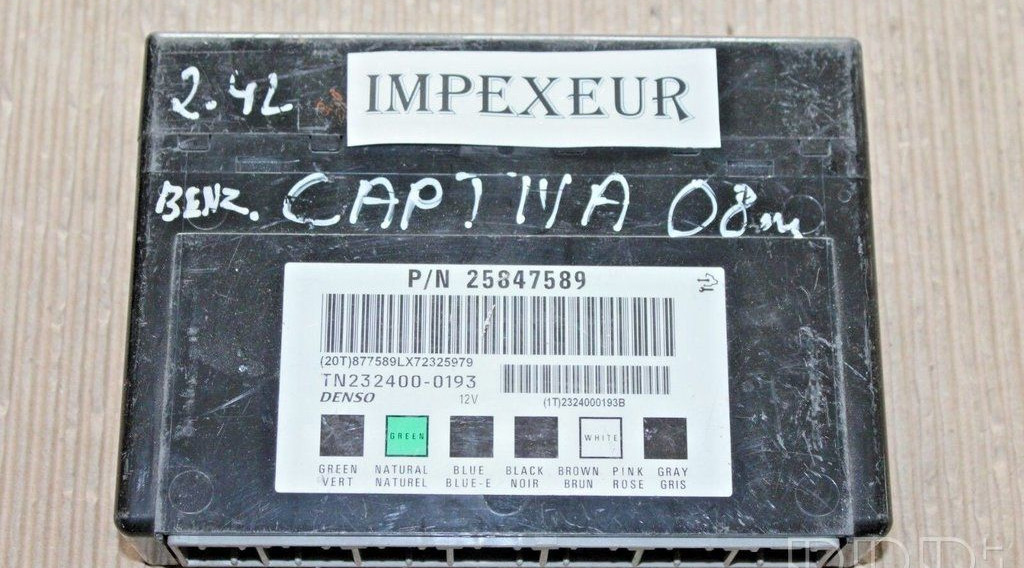 2.4L
IMPEXEUR
BENZ. CAPTIVA 08
P/N 25847589
(20T)877589LX72325979
TN232400-0193
DENSO 12V
(1T)2324000193B
GREEN WHITE
GREEN NATURAL BLUE BLACK BROWN PINK GRAY
VERT NATUREL BLUE-E NOIR BRUN ROSE GRIS